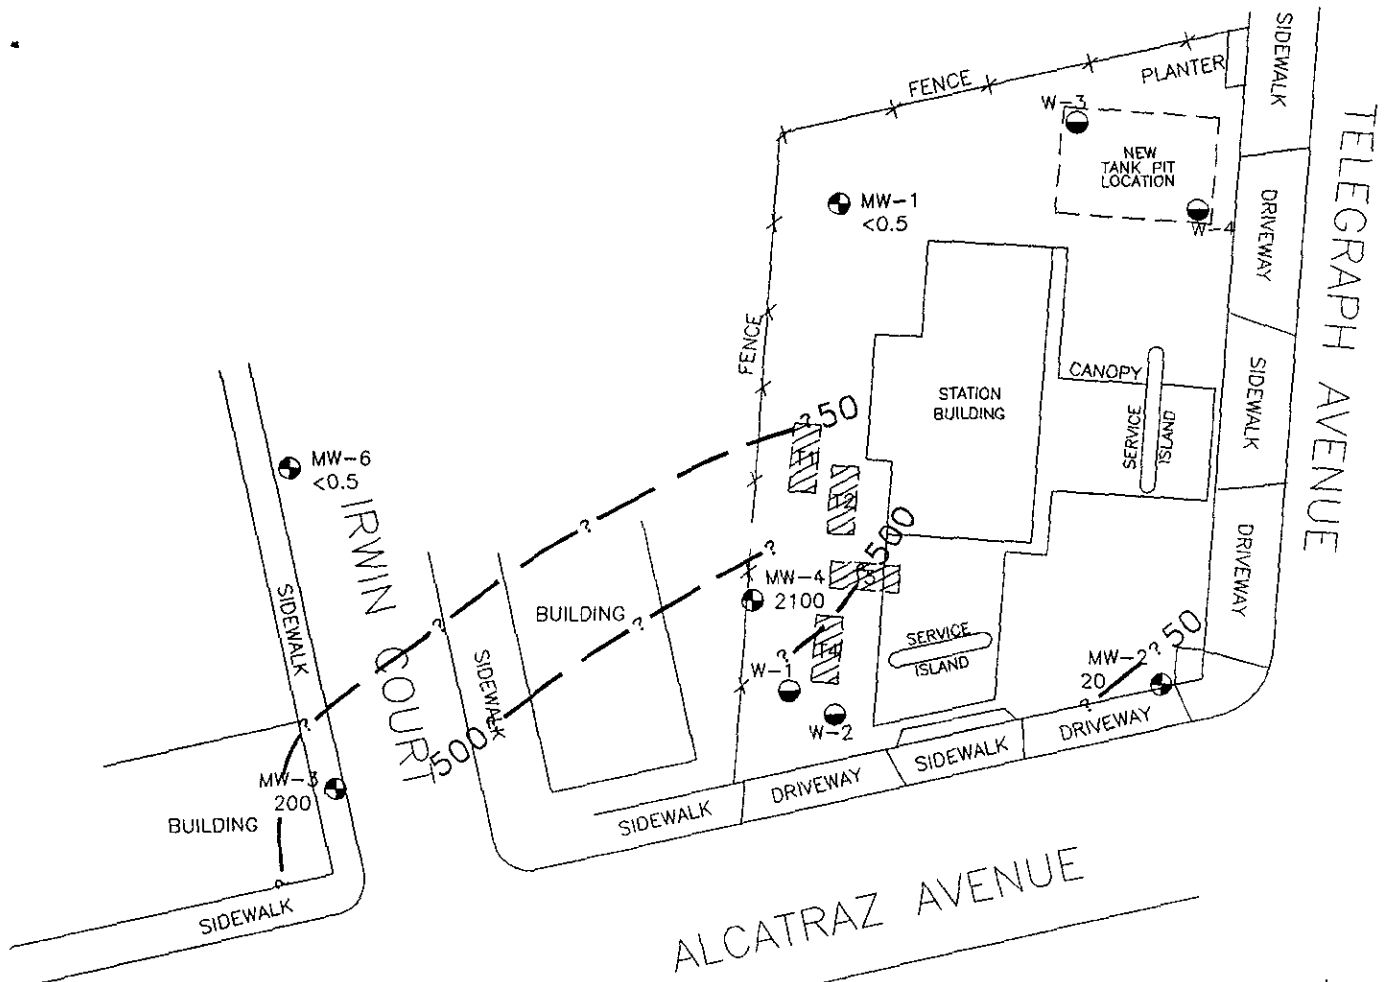 SIDEWALK
FENCE
PLANTER
W-3
NEW
TANK PIT
LOCATION
W-4
MW-1
<0.5
DRIVEWAY
TELEGRAPH AVENUE
FENCE
CANOPY
SERVICE
ISLAND
SIDEWALK
STATION
BUILDING
? 50
T1
T2
MW-6
<0.5
IRWIN COURT
?
?
500
DRIVEWAY
?
MW-4
2100
SIDEWALK
BUILDING
?
?
SERVICE
ISLAND
T4
?
W-1
W-2
MW-2
20
? 50
?
SIDEWALK
500
?
MW-3
200
BUILDING
?
SIDEWALK
SIDEWALK
DRIVEWAY
SIDEWALK
DRIVEWAY
ALCATRAZ AVENUE